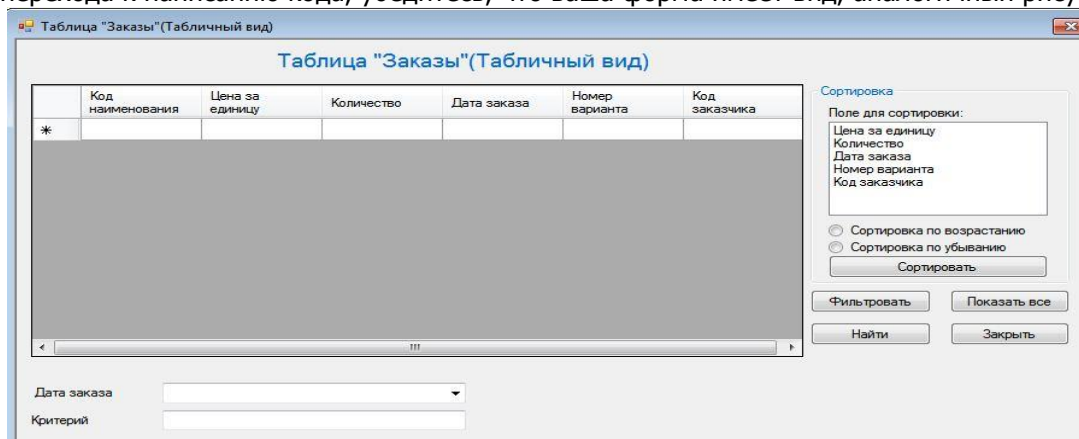 перехода к написанию кода, убедитесь, что ваша форма имеет вид, аналогичный
Таблица "Заказы"(Табличный вид)
Таблица "Заказы"(Табличный вид)
Код наименования
Цена за единицу
Количество
Дата заказа
Номер варианта
Код заказчика
Сортировка
Поле для сортировки:
Цена за единицу
Количество
Дата заказа
Номер варианта
Код заказчика
Сортировка по возрастанию
Сортировка по убыванию
Сортировать
Фильтровать
Показать все
Найти
Закрыть
Дата заказа
Критерий